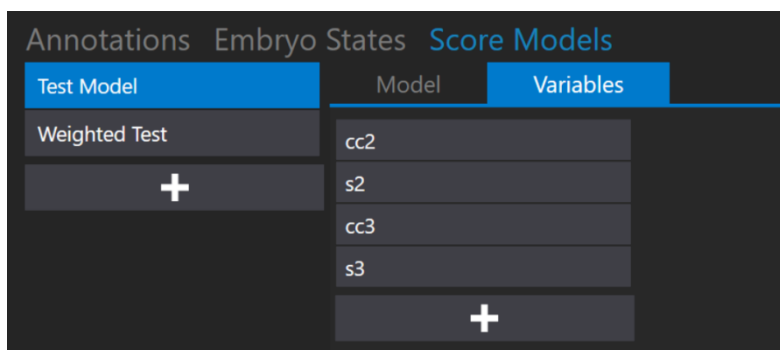 Annotations Embryo States Score Models
Test Model
Weighted Test
Model Variables
cc2
s2
cc3
s3